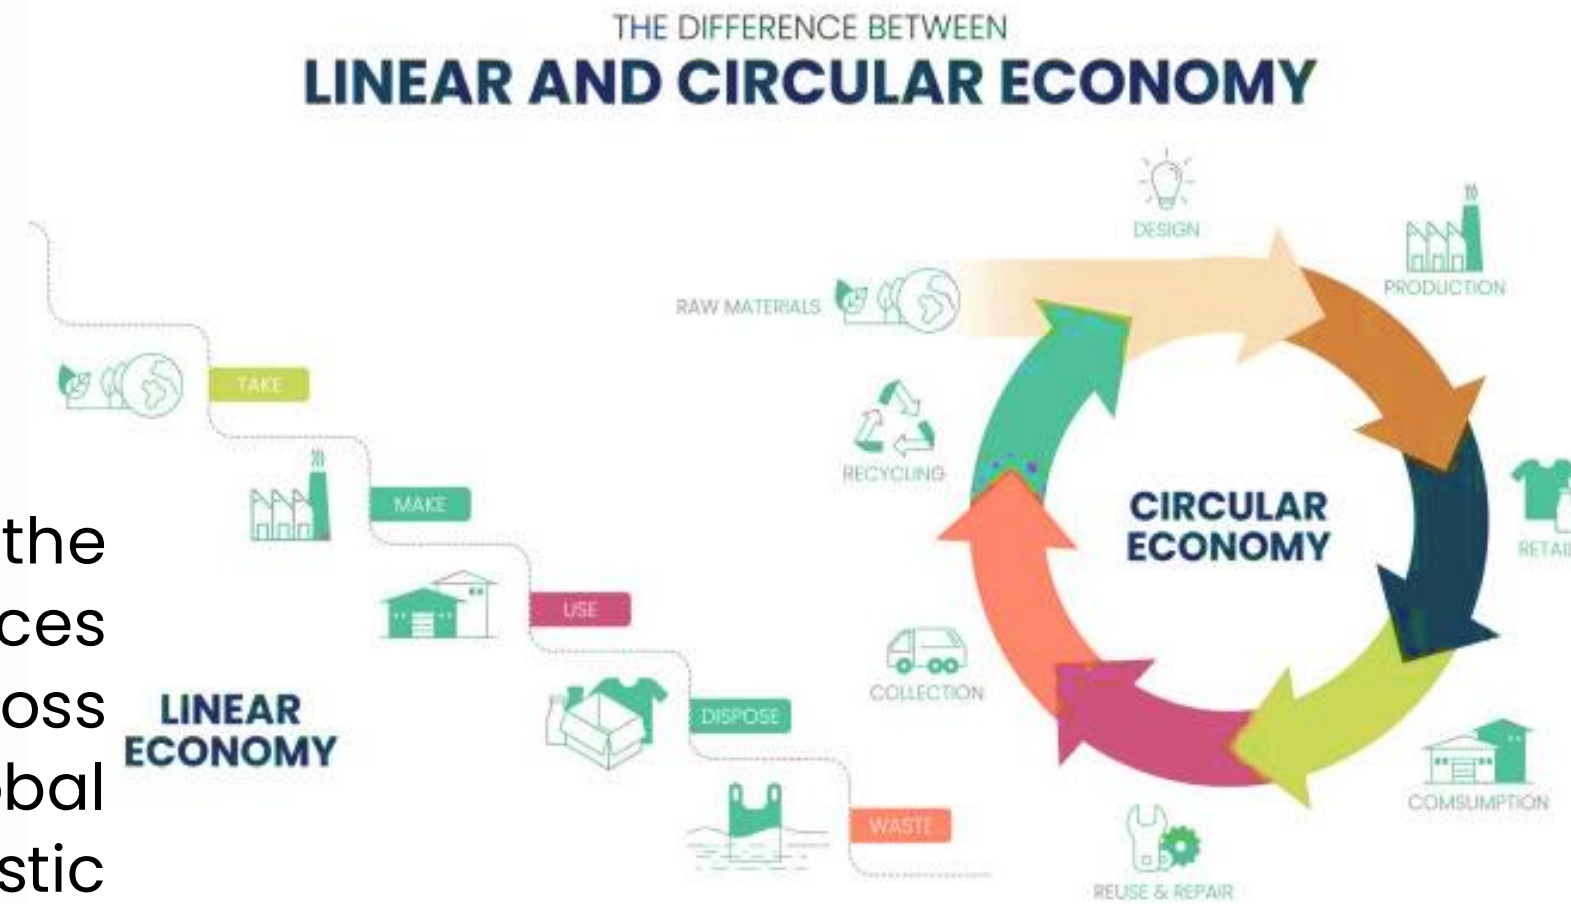 THE DIFFERENCE BETWEEN
LINEAR AND CIRCULAR ECONOMY
DESIGN
PRODUCTION
RAW MATERIALS
TAKE
RECYCLING
MAKE
CIRCULAR
ECONOMY
RETAIL
the
ces
USE
oss
COLLECTION
LINEAR
ECONOMY
DISPOSE
bal
COMSUMPTION
WASTE
stic
REUSE & REPAIR